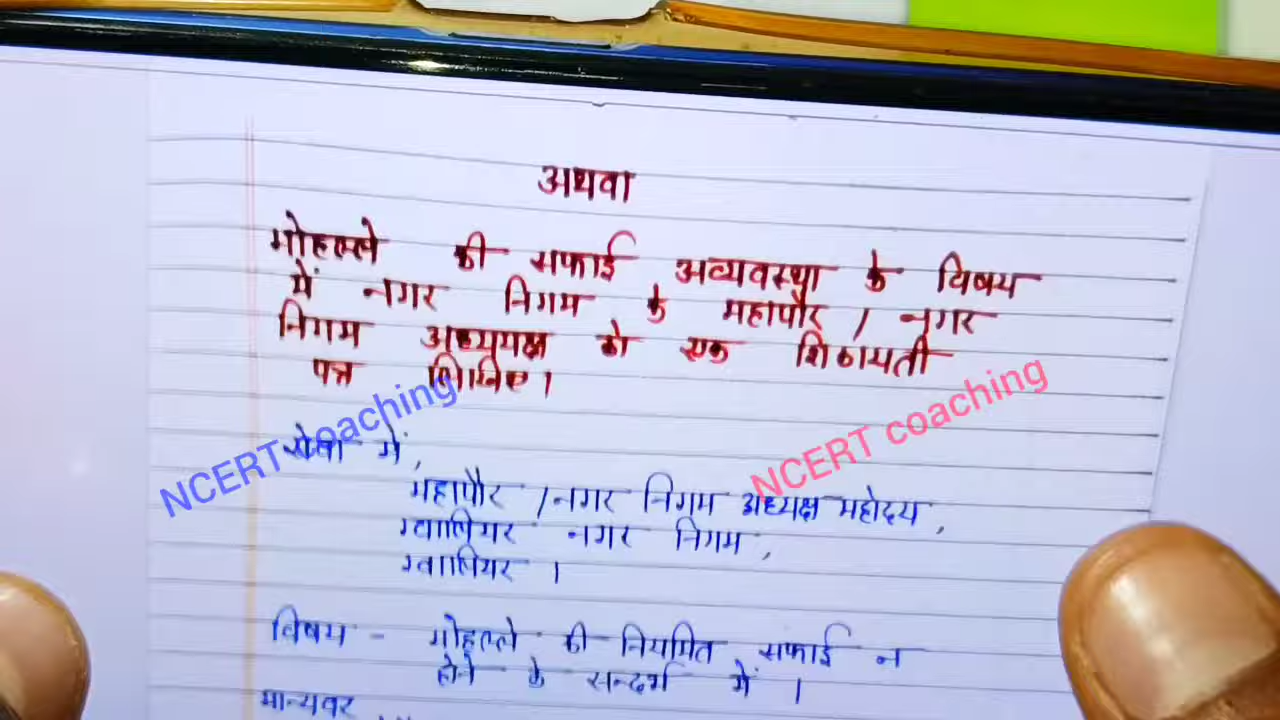 अथवा
मोहल्ले की सफाई अव्यवस्था के विषय
में नगर निगम के महापौर / नगर
निगम अध्ययक्ष को एक शिकायती
पत्र लिखिए।
NCERT coaching
NCERT coaching
सेवा में,
महापौर / नगर निगम अध्यक्ष महोदय,
ग्वालियर नगर निगम,
ग्वालियर ।
विषय - मोहल्ले की नियमित सफाई न
होने के सन्दर्भ में ।
मान्यवर